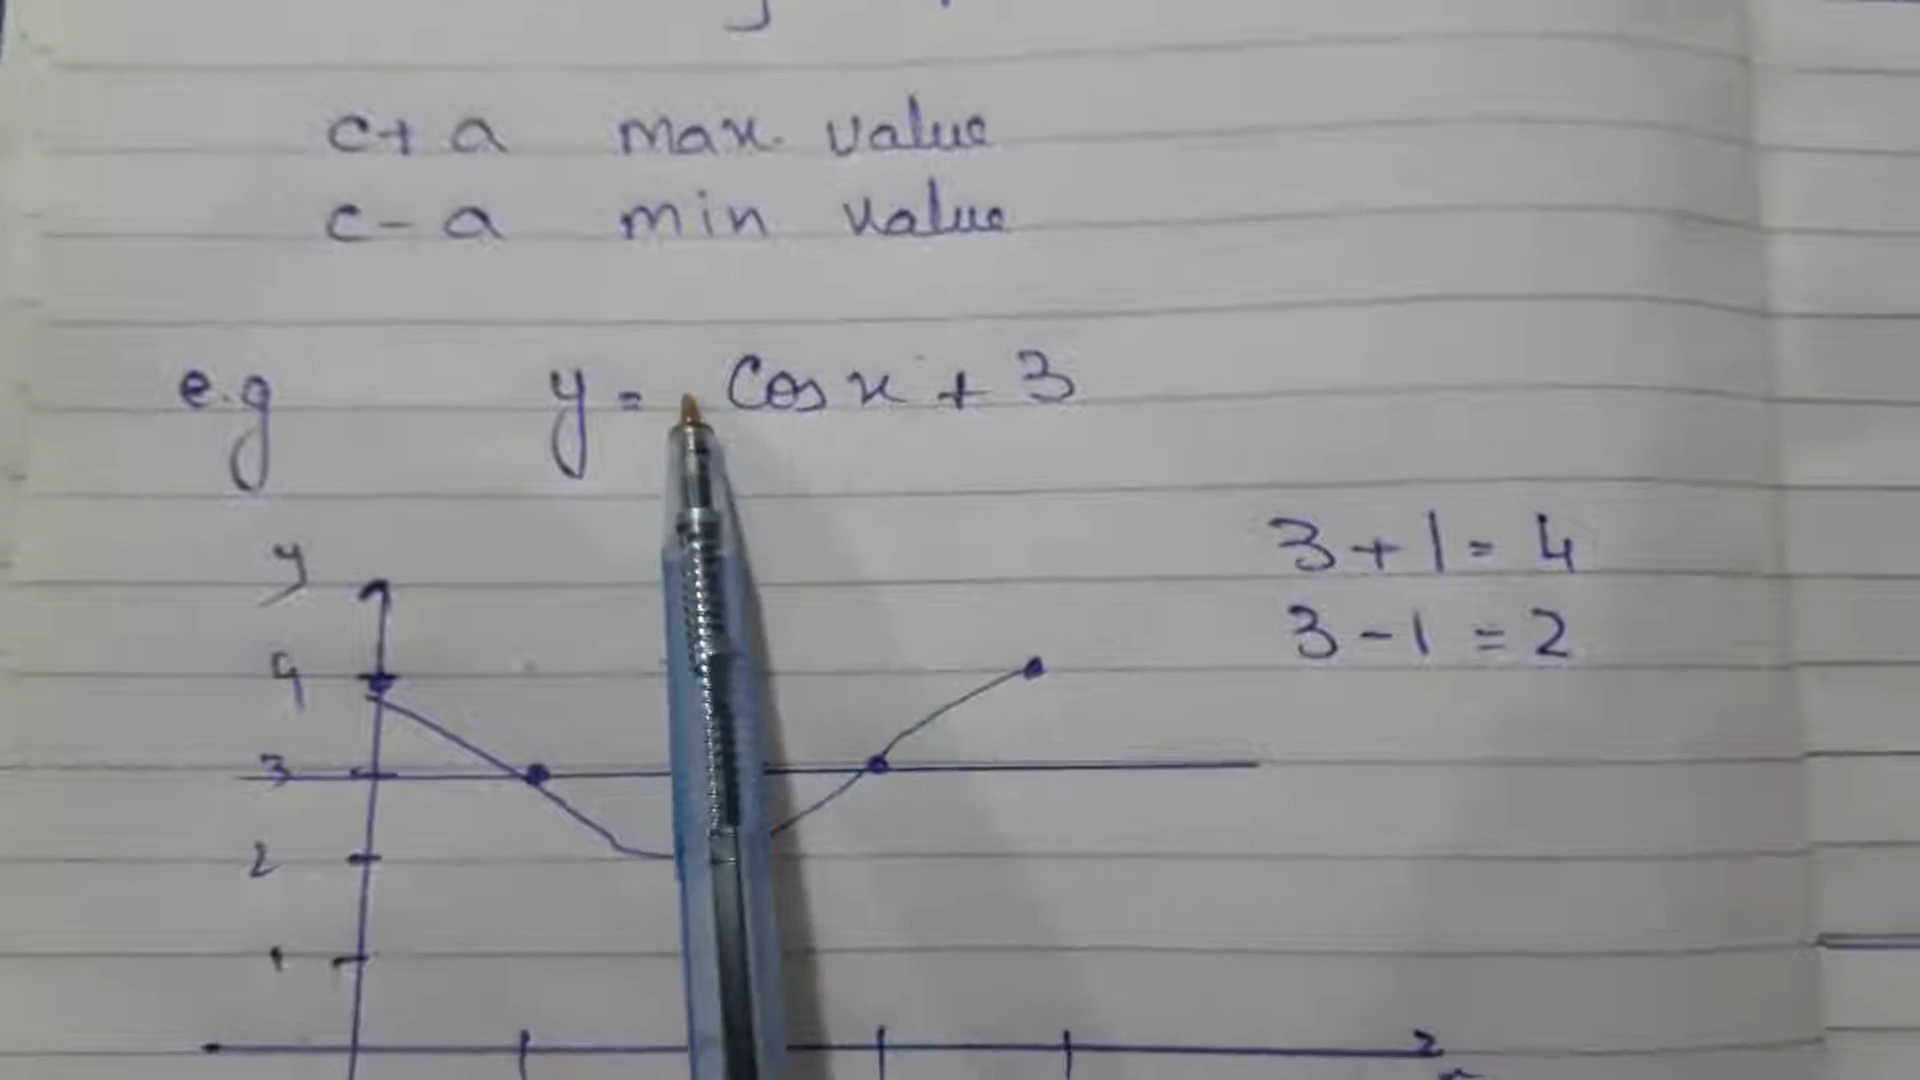 c+ a max. value
c- a min value
e.g y = Cos x + 3
3+1= 4
3-1 = 2
y
4
3
2
1